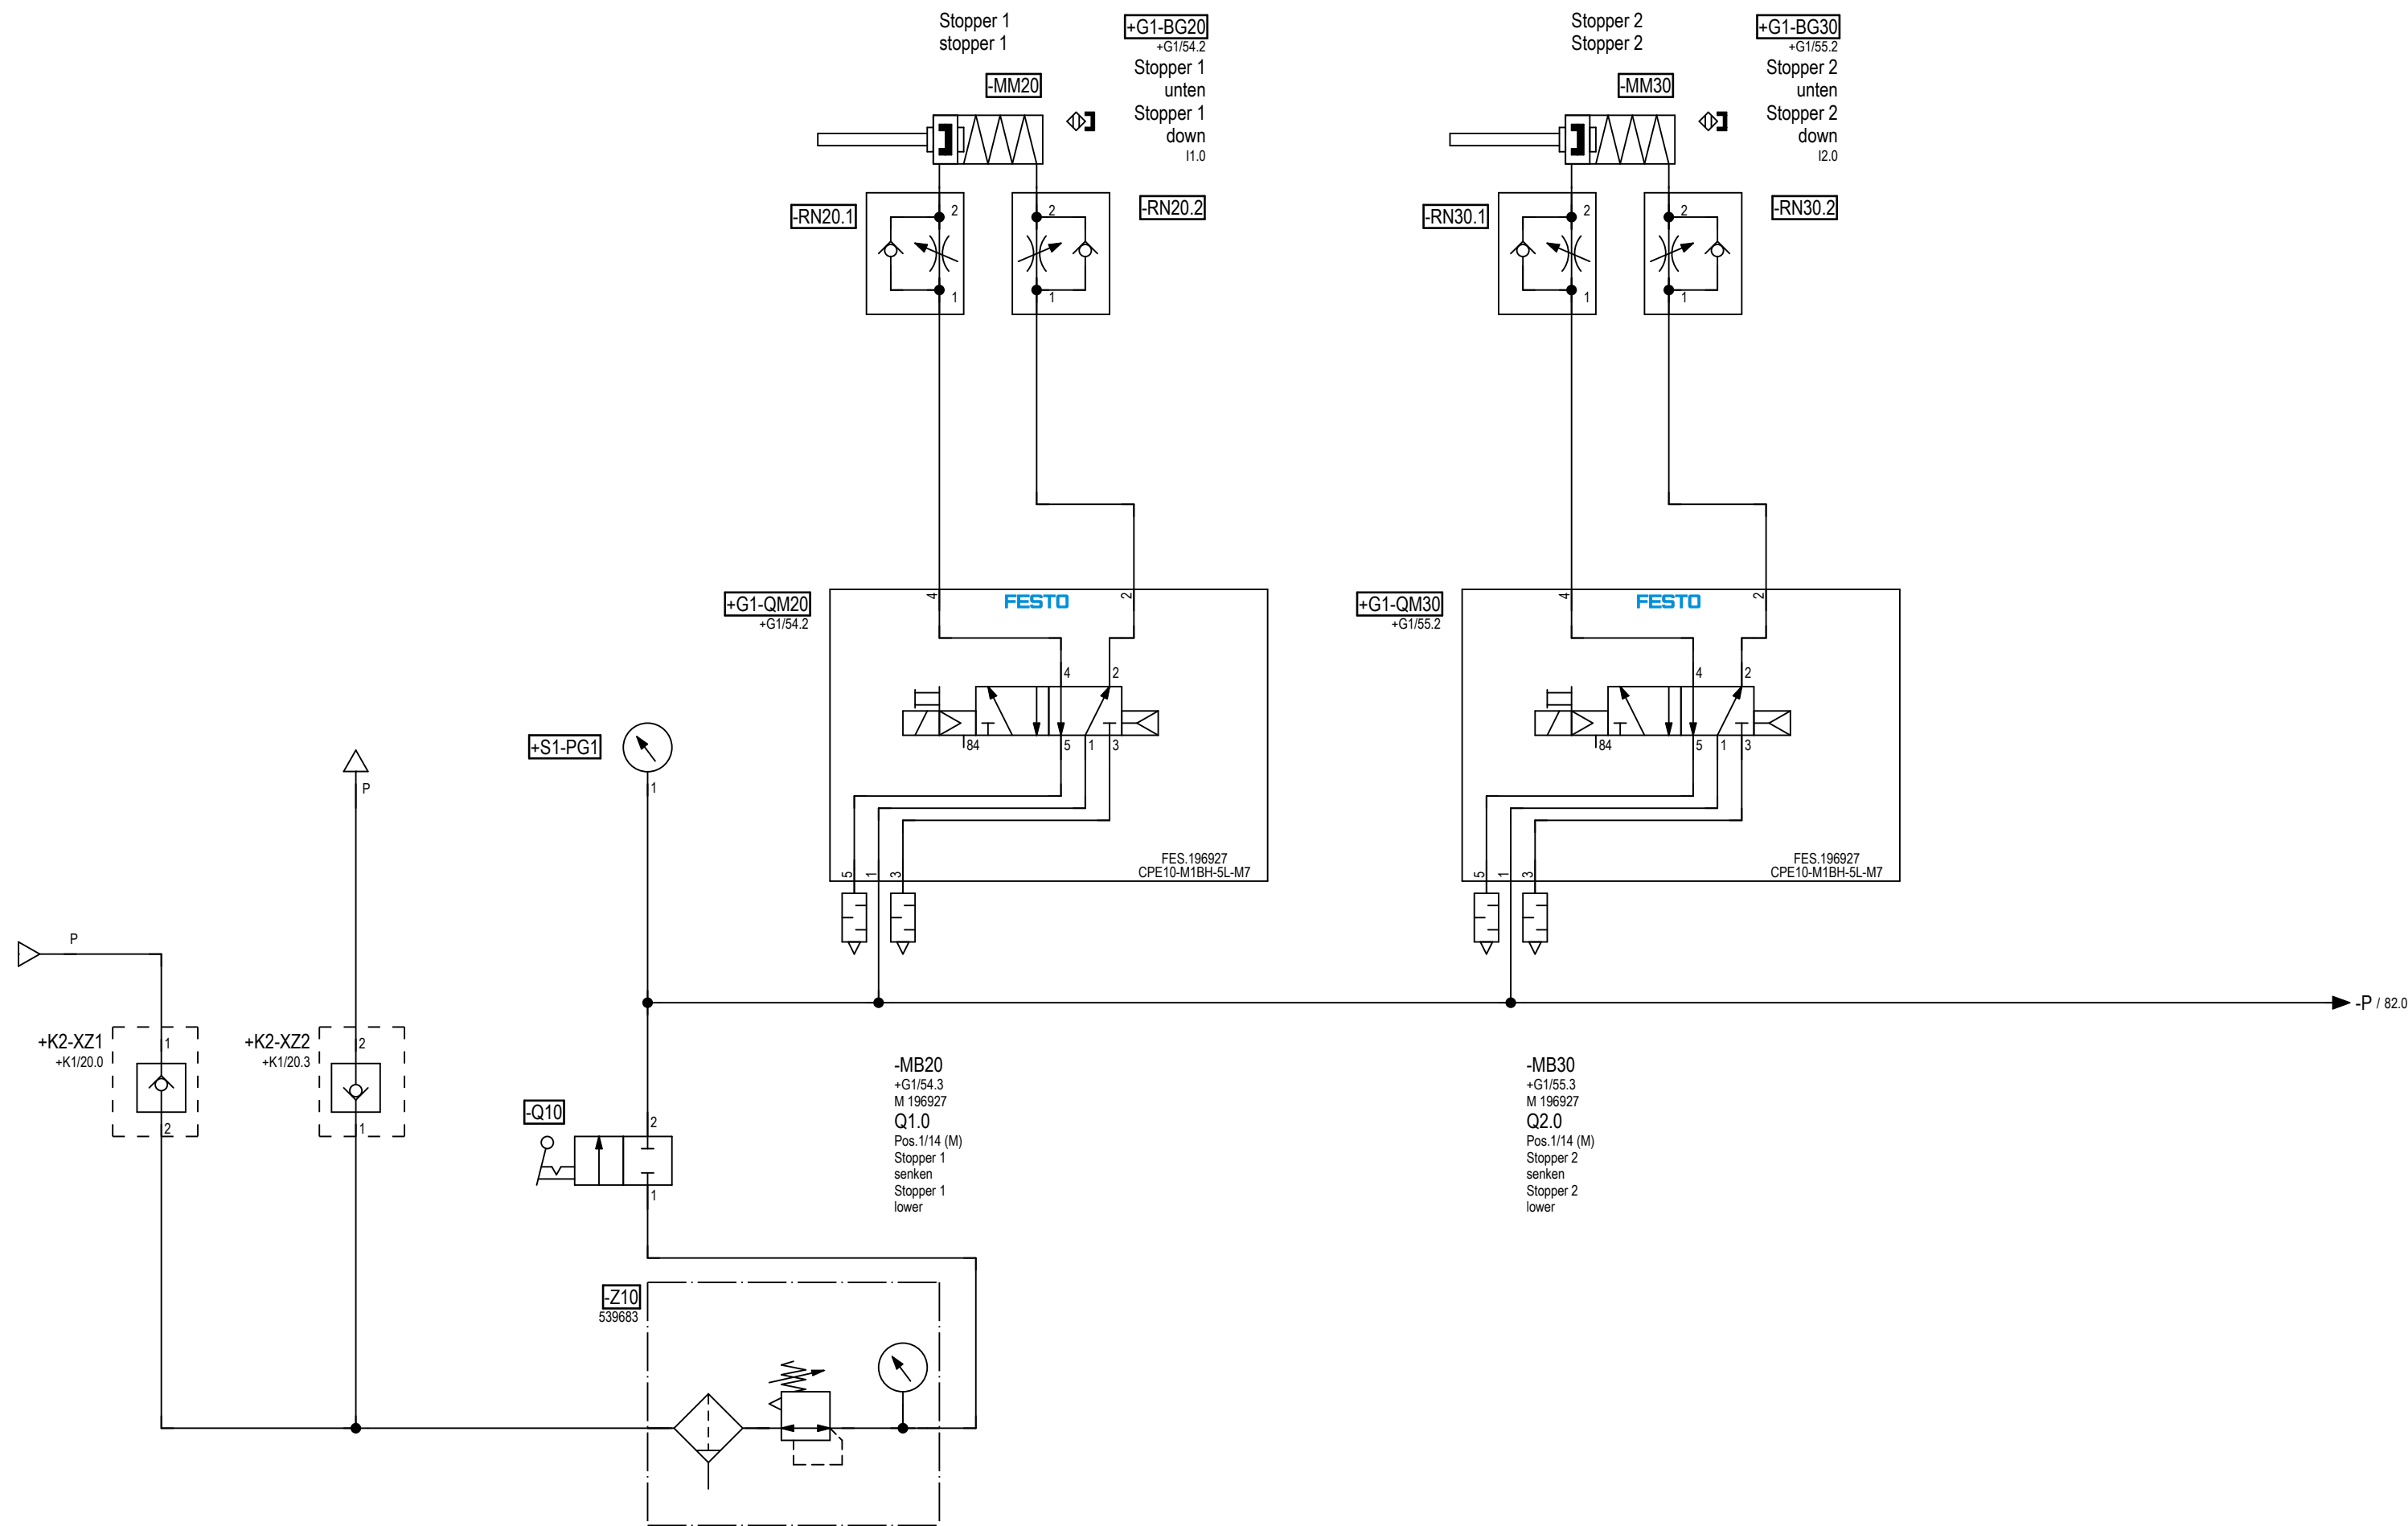 Stopper 1
stopper 1
+G1-BG20
+G1/54.2
Stopper 1
unten
Stopper 1
down
I1.0
-MM20
-RN20.1
2
1
2
1
-RN20.2
Stopper 2
Stopper 2
+G1-BG30
+G1/55.2
Stopper 2
unten
Stopper 2
down
I2.0
-MM30
-RN30.1
2
1
2
1
-RN30.2
+G1-QM20
+G1/54.2
4
FESTO
2
4
2
84
5
1
3
FES.196927
CPE10-M1BH-5L-M7
5
1
3
+G1-QM30
+G1/55.2
4
FESTO
2
4
2
84
5
1
3
FES.196927
CPE10-M1BH-5L-M7
5
1
3
+S1-PG1
1
P
P
-P / 82.0
+K2-XZ1
+K1/20.0
1
2
+K2-XZ2
+K1/20.3
2
1
-Q10
2
1
-MB20
+G1/54.3
M 196927
Q1.0
Pos.1/14 (M)
Stopper 1
senken
Stopper 1
lower
-MB30
+G1/55.3
M 196927
Q2.0
Pos.1/14 (M)
Stopper 2
senken
Stopper 2
lower
-Z10
539683